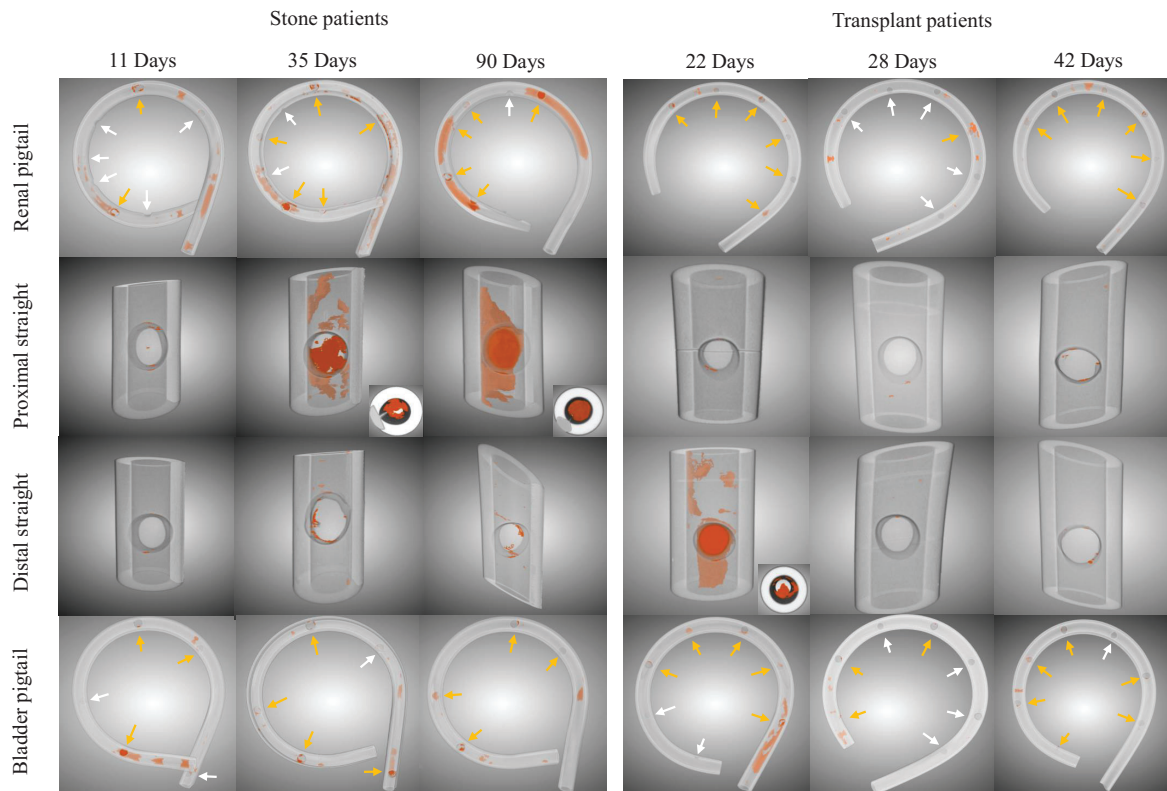 Stone patients Transplant patients
11 Days 35 Days 90 Days 22 Days 28 Days 42 Days
Renal pigtail
Proximal straight
Distal straight
Bladder pigtail